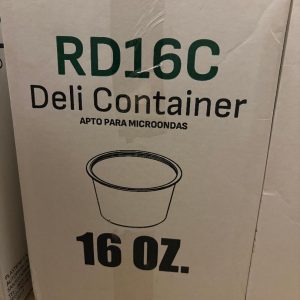 RD16C
Deli Container
APTO PARA MICROONDAS
16 OZ.